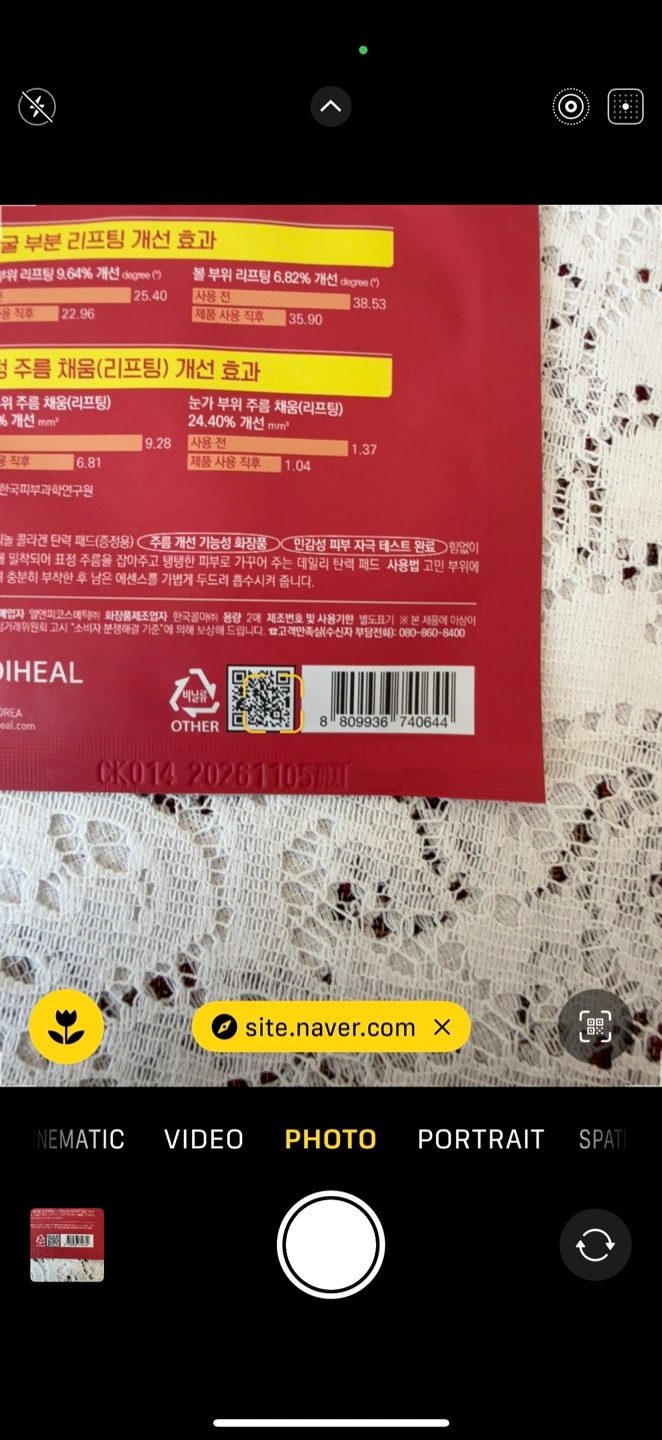 굴 부분 리프팅 개선 효과
부위 리프팅 9.64% 개선 degree (°)
볼 부위 리프팅 6.82% 개선 degree (°)
25.40
사용 전
38.53
용 직후
22.96
제품 사용 직후
35.90
정 주름 채움(리프팅) 개선 효과
위 주름 채움(리프팅)
눈가 부위 주름 채움(리프팅)
% 개선 mm³
24.40% 개선 mm³
9.28
사용 전
1.37
용 직후
6.81
제품 사용 직후
1.04
한국피부과학연구원
놀 콜라겐 탄력 패드(증정용) 주름 개선 기능성 화장품 민감성 피부 자극 테스트 완료 힘없이
에 밀착되어 표정 주름을 잡아주고 탱탱한 피부로 가꾸어 주는 데일리 탄력 패드 사용법 고민 부위에
충분히 부착한 후 남은 에센스를 가볍게 두드려 흡수시켜 줍니다.
매업자 엘앤피코스메틱㈜ 화장품제조업자 한국콜마㈜ 용량 2매 제조번호 및 사용기한 별도표기 ※ 본 제품에 이상이
정거래위원회 고시 "소비자 분쟁해결 기준"에 의해 보상해 드립니다. ☎고객만족실(수신자 부담전화): 080-860-8400
DIHEAL
OREA
eal.com
비닐류
OTHER
8 809936 740644
CK014 20261105까지
site.naver.com
NEMATIC VIDEO PHOTO PORTRAIT SPATI